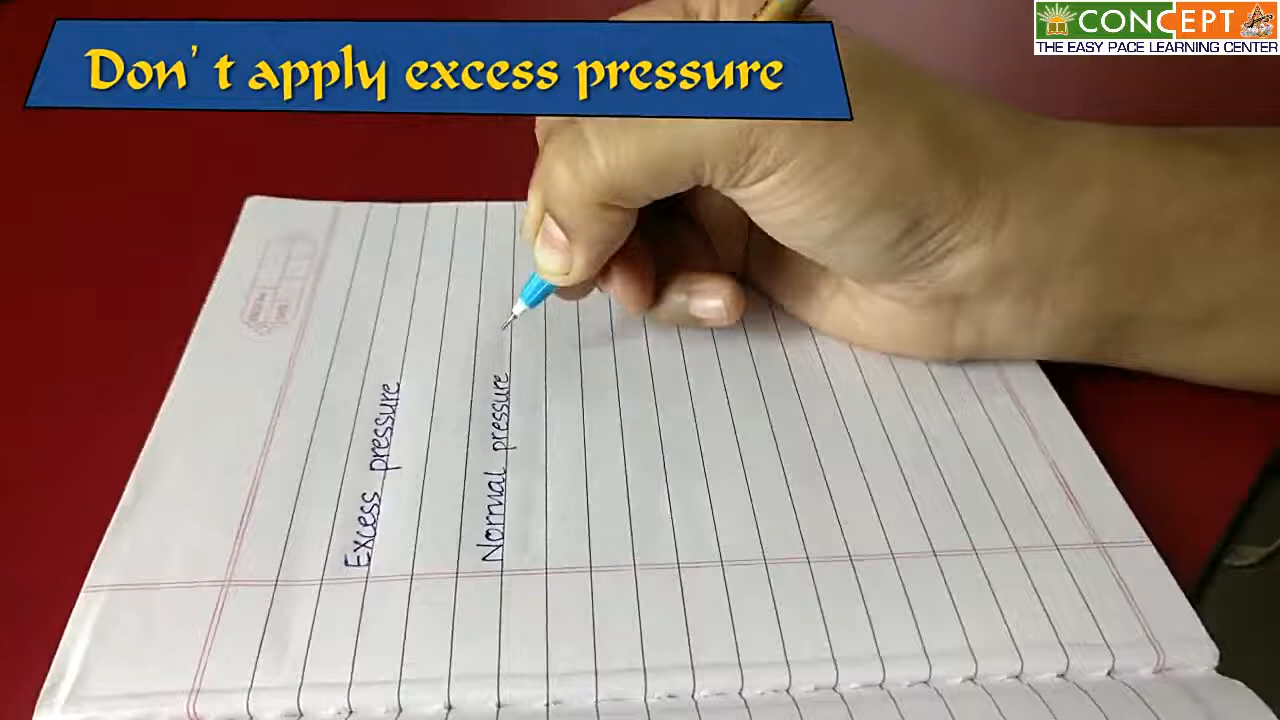 Don't apply excess pressure
CONCEPT
THE EASY PACE LEARNING CENTER
Excess pressure
Normal pressure